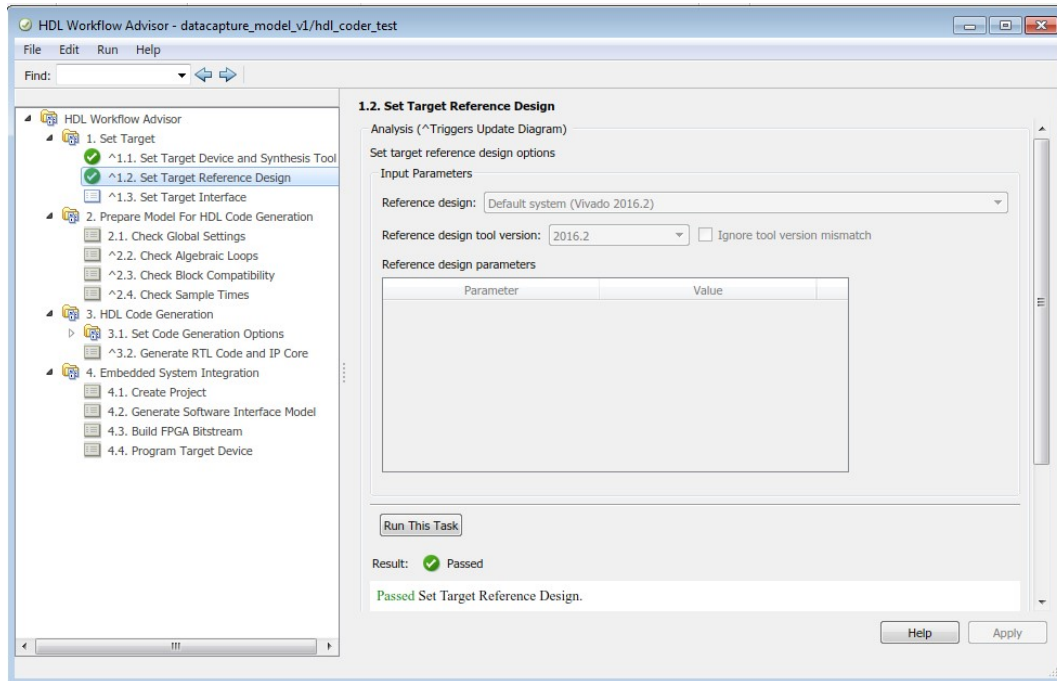 HDL Workflow Advisor - datacapture_model_v1/hdl_coder_test
File Edit Run Help
Find:
HDL Workflow Advisor
1. Set Target
^1.1. Set Target Device and Synthesis Tool
^1.2. Set Target Reference Design
^1.3. Set Target Interface
2. Prepare Model For HDL Code Generation
2.1. Check Global Settings
^2.2. Check Algebraic Loops
^2.3. Check Block Compatibility
^2.4. Check Sample Times
3. HDL Code Generation
3.1. Set Code Generation Options
^3.2. Generate RTL Code and IP Core
4. Embedded System Integration
4.1. Create Project
4.2. Generate Software Interface Model
4.3. Build FPGA Bitstream
4.4. Program Target Device
1.2. Set Target Reference Design
Analysis (^Triggers Update Diagram)
Set target reference design options
Input Parameters
Reference design: Default system (Vivado 2016.2)
Reference design tool version: 2016.2 Ignore tool version mismatch
Reference design parameters
Parameter Value
Run This Task
Result: Passed
Passed Set Target Reference Design.
Help Apply